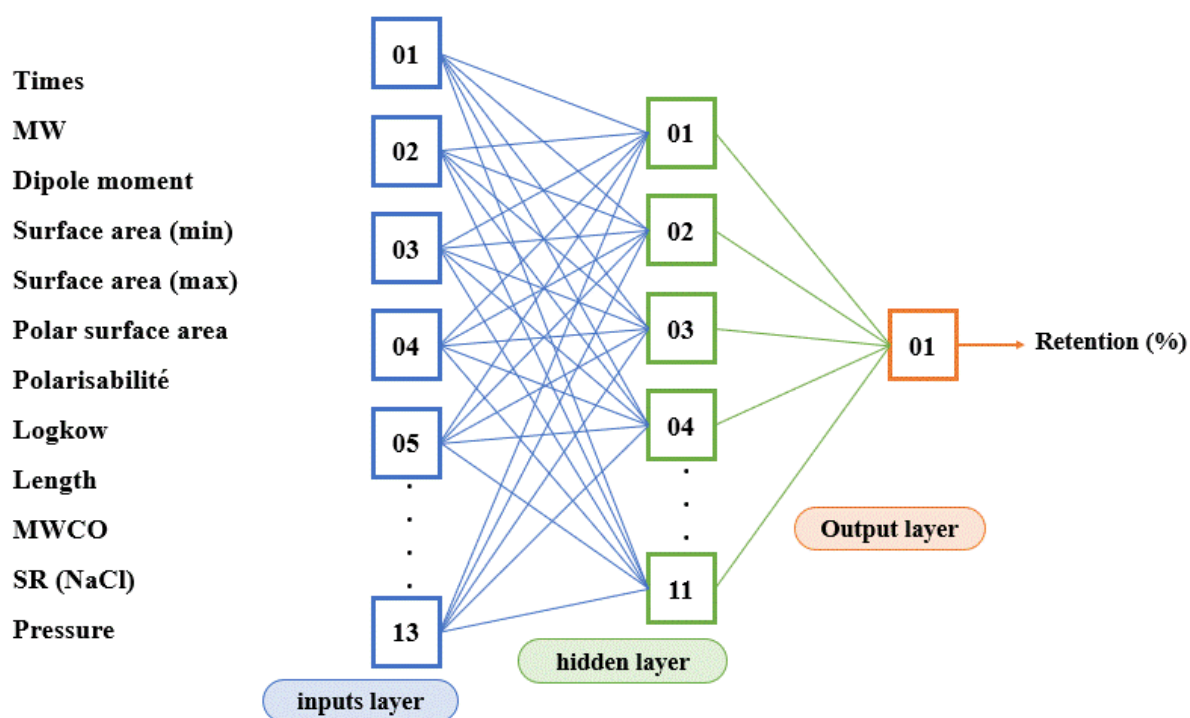 Times
MW
Dipole moment
Surface area (min)
Surface area (max)
Polar surface area
Polarisabilité
Logkow
Length
MWCO
SR (NaCl)
Pressure
01
02
03
04
05
13
inputs layer
01
02
03
04
11
hidden layer
01
Output layer
Retention (%)